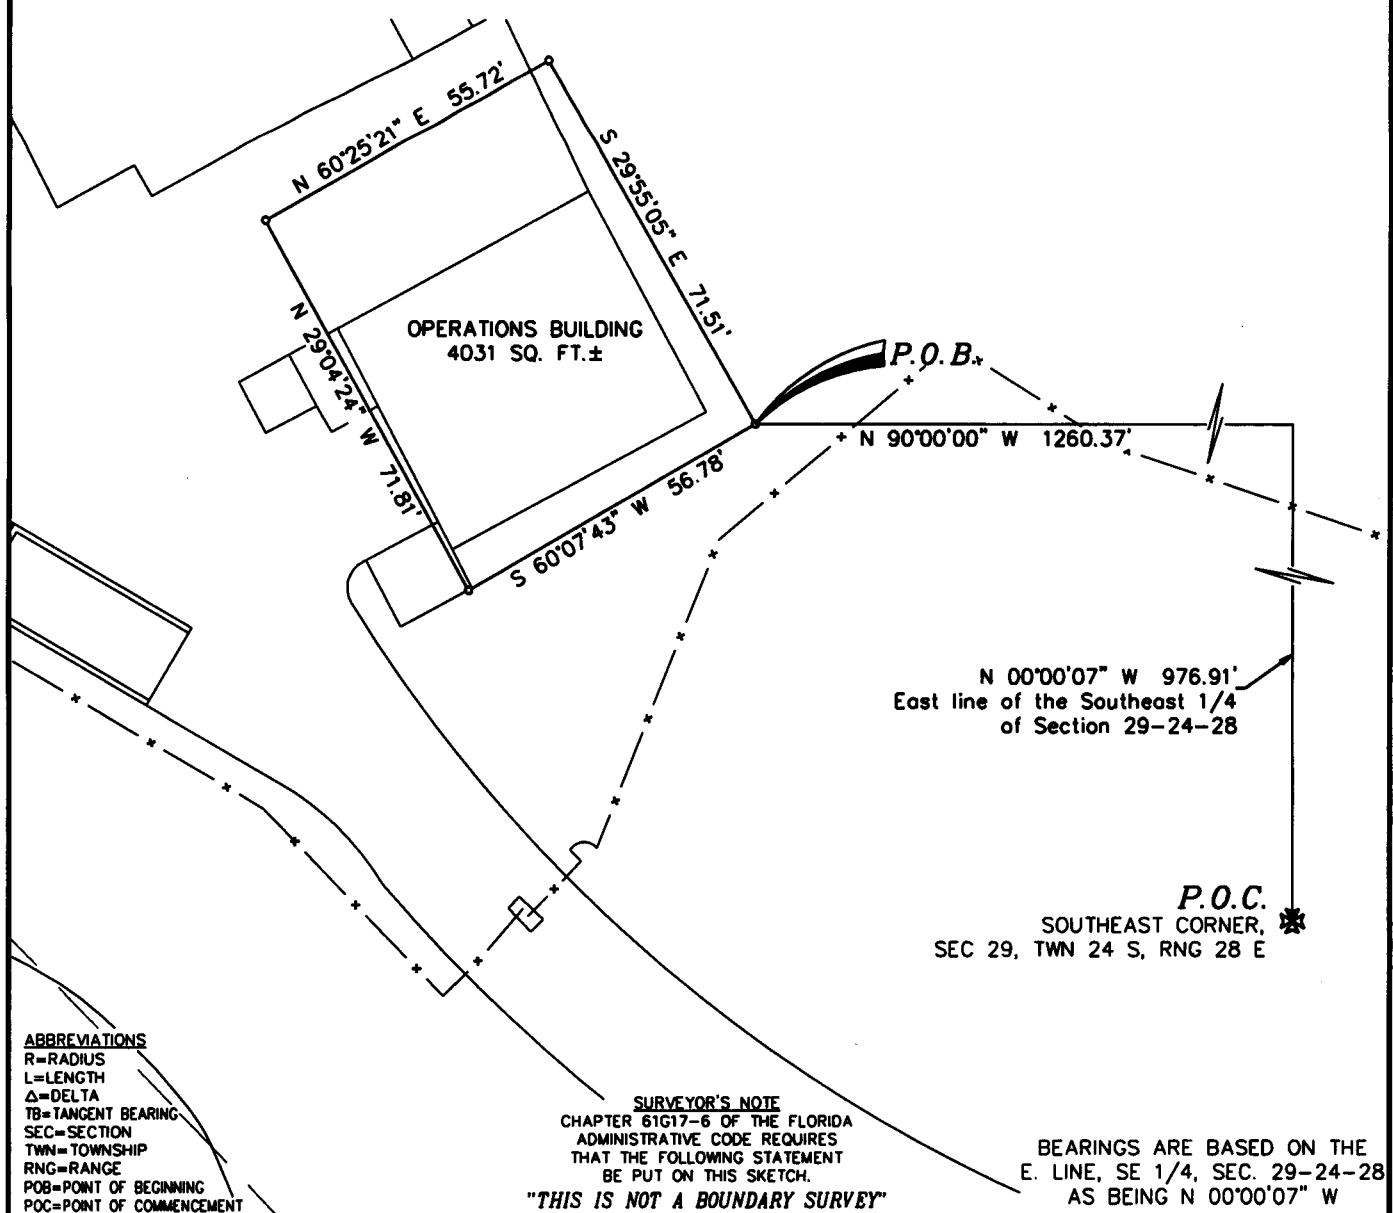 N 60°25'21" E 55.72'
S 29°55'05" E 71.51'
N 29°04'24" W 71.81'
OPERATIONS BUILDING
4031 SQ. FT.±
P.O.B.
N 90°00'00" W 1260.37'
S 60°07'43" W 56.78'
N 00°00'07" W 976.91'
East line of the Southeast 1/4
of Section 29-24-28
P.O.C.
SOUTHEAST CORNER,
SEC 29, TWN 24 S, RNG 28 E
ABBREVIATIONS
R=RADIUS
L=LENGTH
Δ=DELTA
TB=TANGENT BEARING
SEC=SECTION
TWN=TOWNSHIP
RNG=RANGE
POB=POINT OF BEGINNING
POC=POINT OF COMMENCEMENT
SURVEYOR'S NOTE
CHAPTER 61G17-6 OF THE FLORIDA
ADMINISTRATIVE CODE REQUIRES
THAT THE FOLLOWING STATEMENT
BE PUT ON THIS SKETCH.
"THIS IS NOT A BOUNDARY SURVEY"
BEARINGS ARE BASED ON THE
E. LINE, SE 1/4, SEC. 29-24-28
AS BEING N 00°00'07" W